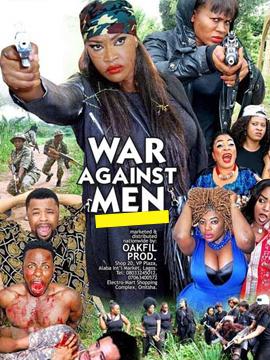 WAR
AGAINST
MEN
marketed &
distributed
nationwide by:
OAKFIL
PROD.
Shop 20, VP Plaza,
Alaba Int'l Market, Lagos.
Electro-Mart Shopping
Complex, Onitsha.